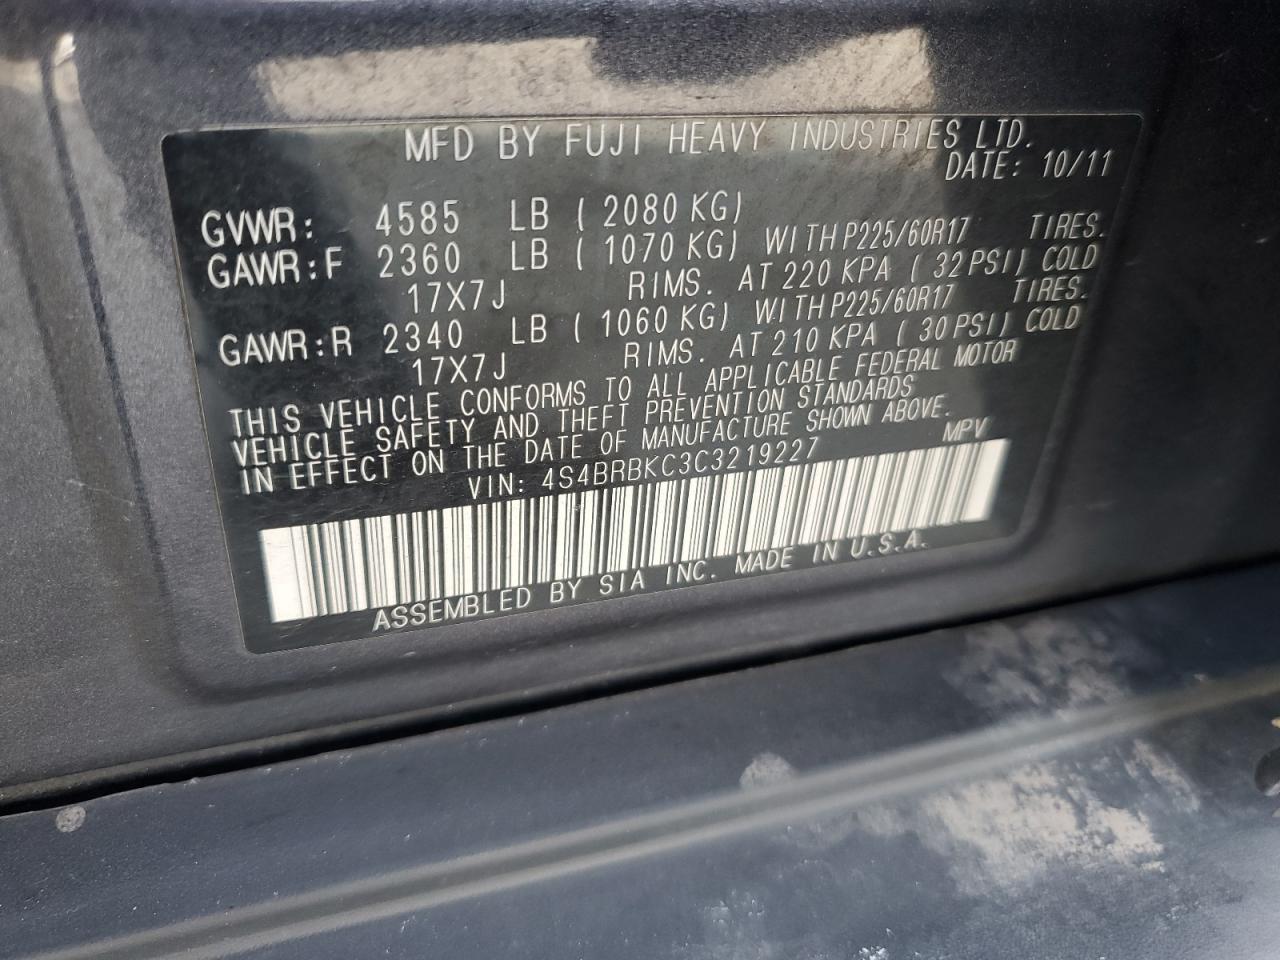 MFD BY FUJI HEAVY INDUSTRIES LTD.
DATE: 10/11
GVWR: 4585 LB ( 2080 KG)
GAWR:F 2360 LB ( 1070 KG) WITH P225/60R17 TIRES.
17X7J RIMS. AT 220 KPA ( 32 PSI) COLD
GAWR:R 2340 LB ( 1060 KG) WITH P225/60R17 TIRES.
17X7J RIMS. AT 210 KPA ( 30 PSI) COLD
THIS VEHICLE CONFORMS TO ALL APPLICABLE FEDERAL MOTOR
VEHICLE SAFETY AND THEFT PREVENTION STANDARDS
IN EFFECT ON THE DATE OF MANUFACTURE SHOWN ABOVE.
VIN: 4S4BRBKC3C3219227 MPV
ASSEMBLED BY SIA INC. MADE IN U.S.A.